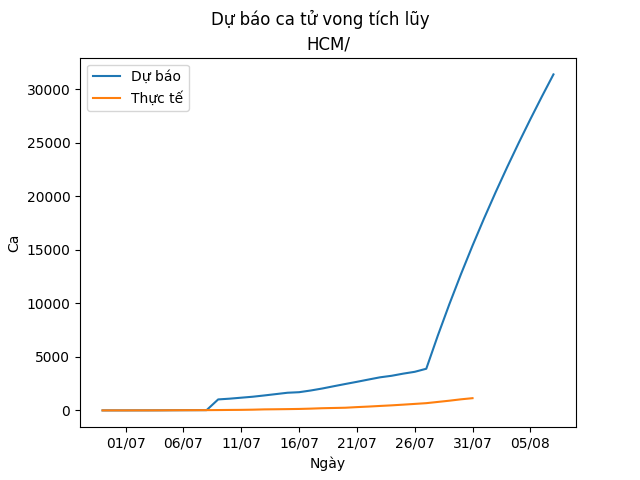 Dự báo ca tử vong tích lũy
HCM/
Dự báo
Thực tế
30000
25000
20000
15000
10000
5000
0
Ca
01/07 06/07 11/07 16/07 21/07 26/07 31/07 05/08
Ngày